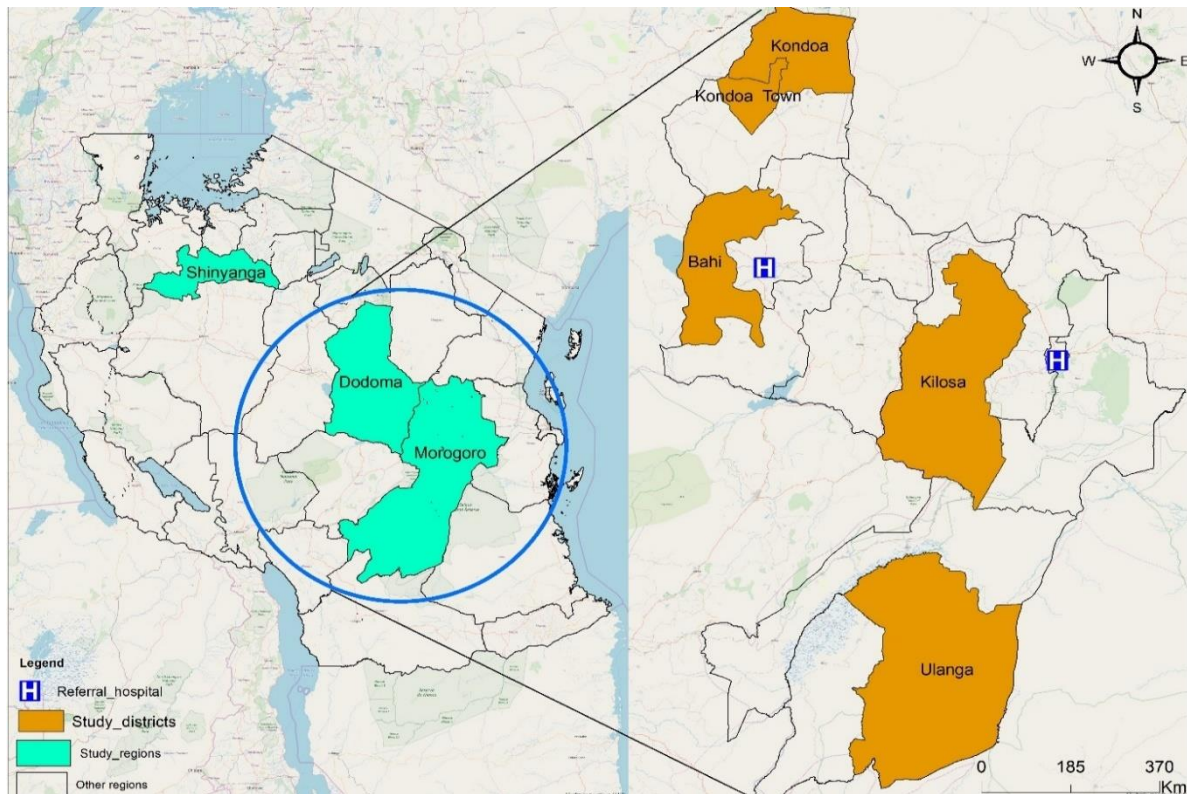 Shinyanga
Dodoma
Morogoro
Legend
H Referral_hospital
Study_districts
Study_regions
Other regions
N
W E
S
Kondoa
Kondoa Town
Bahi
H
Kilosa
H
Ulanga
0 185 370
Km